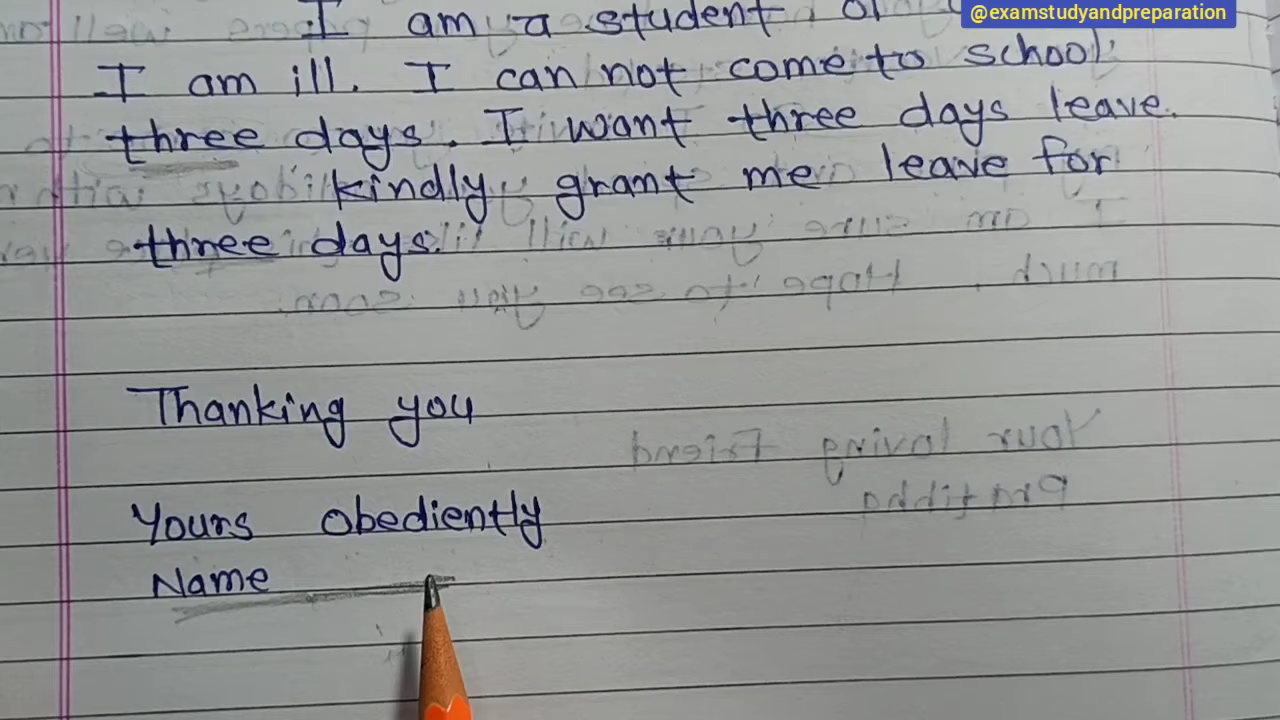 @examstudyandpreparation
I am a student of
I am ill. I can not come to school
three days. I want three days leave.
kindly grant me leave for
three days.
Thanking you
Yours obediently
Name